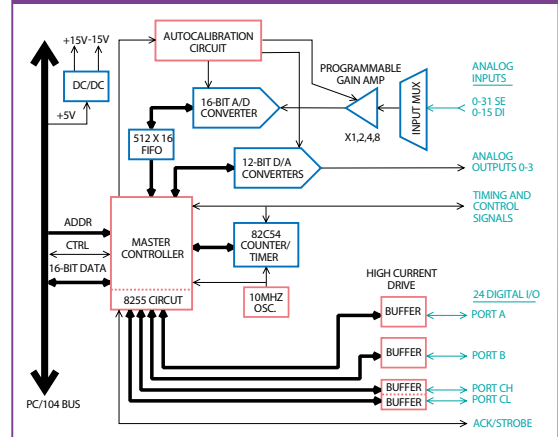 +15V
-15V
DC/DC
+5V
AUTOCALIBRATION
CIRCUIT
PROGRAMMABLE
GAIN AMP
X1,2,4,8
INPUT MUX
ANALOG
INPUTS
0-31 SE
0-15 DI
16-BIT A/D
CONVERTER
512 X 16
FIFO
12-BIT D/A
CONVERTERS
ANALOG
OUTPUTS 0-3
TIMING AND
CONTROL
SIGNALS
ADDR
CTRL
16-BIT DATA
MASTER
CONTROLLER
8255 CIRCUT
82C54
COUNTER/
TIMER
10MHZ
OSC.
HIGH CURRENT
DRIVE
24 DIGITAL I/O
BUFFER
PORT A
BUFFER
PORT B
BUFFER
PORT CH
BUFFER
PORT CL
PC/104 BUS
ACK/STROBE